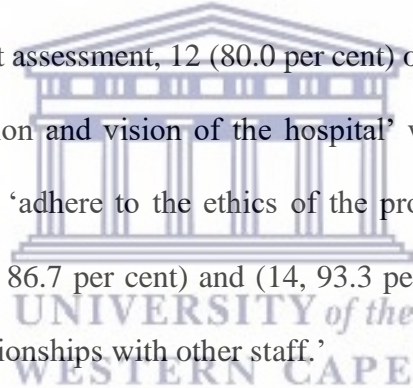 t assessment, 12 (80.0 per cent) o
ion and vision of the hospital’ v
‘adhere to the ethics of the pro
86.7 per cent) and (14, 93.3 pe
UNIVERSITY of the
ionships with other staff.’
WESTERN CAPE